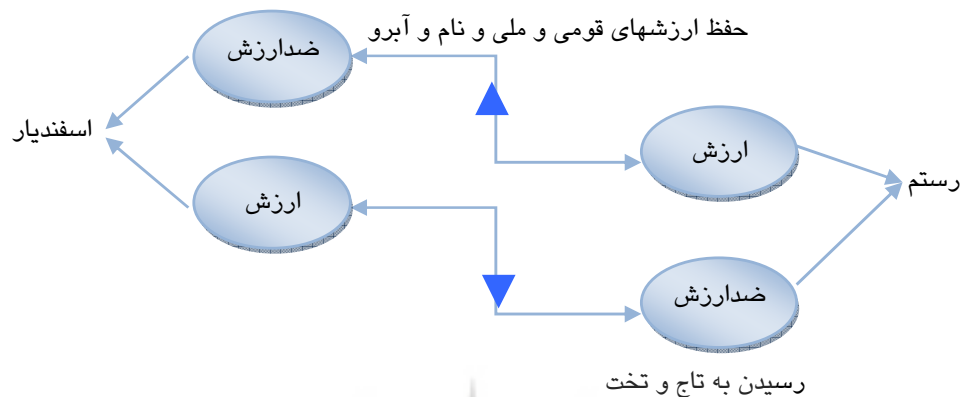 حفظ ارزشهای قومی و ملی و نام و آبرو
ضدارزش
اسفندیار
ارزش
رستم
ارزش
ضدارزش
رسیدن به تاج و تخت